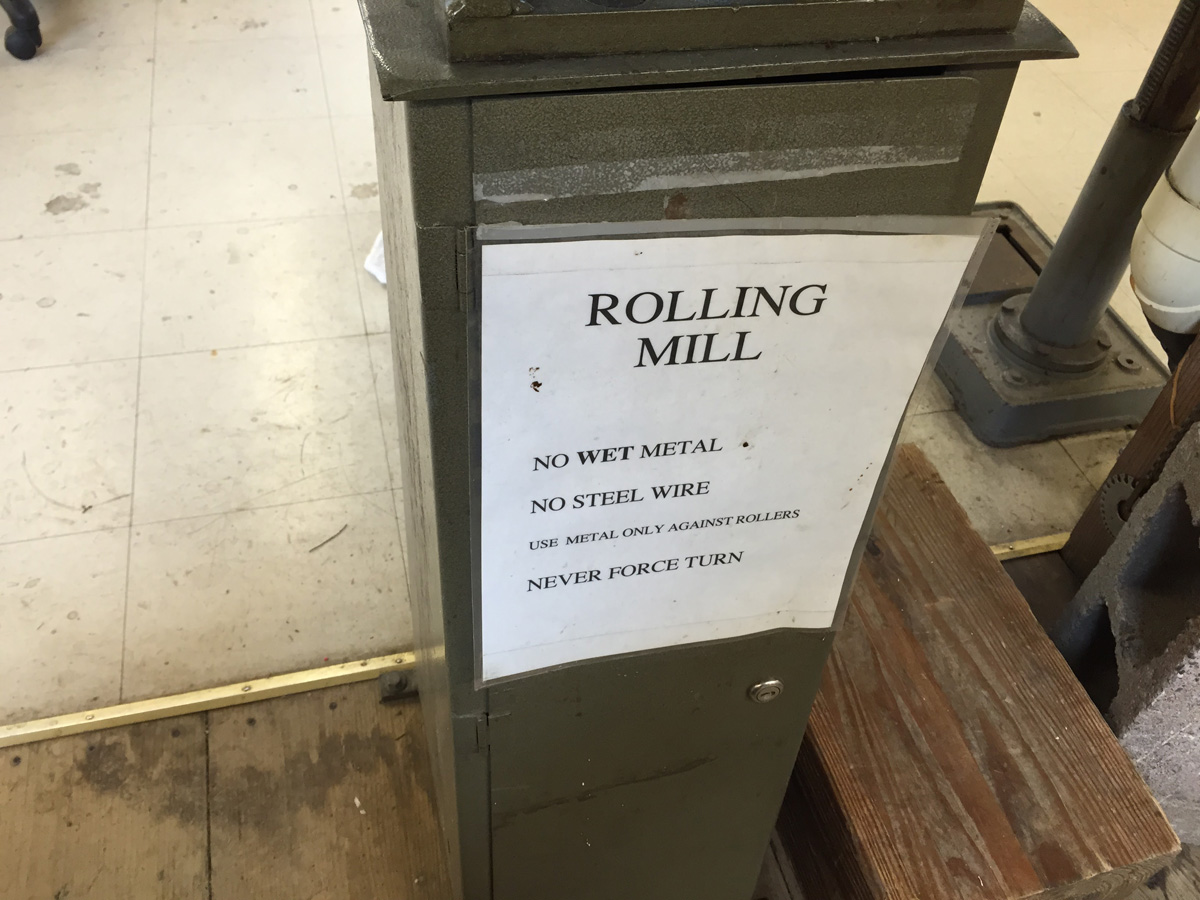 ROLLING
MILL
NO WET METAL
NO STEEL WIRE
USE METAL ONLY AGAINST ROLLERS
NEVER FORCE TURN